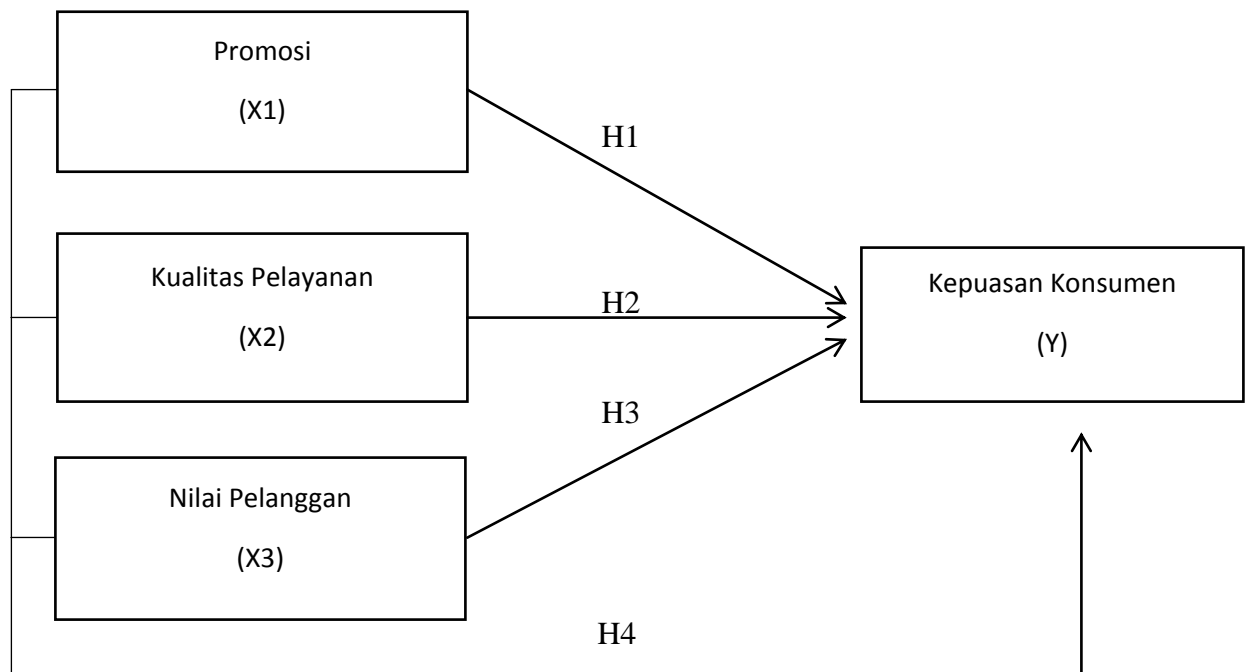 Promosi
(X1)
H1
Kualitas Pelayanan
(X2)
H2
Kepuasan Konsumen
(Y)
H3
Nilai Pelanggan
(X3)
H4